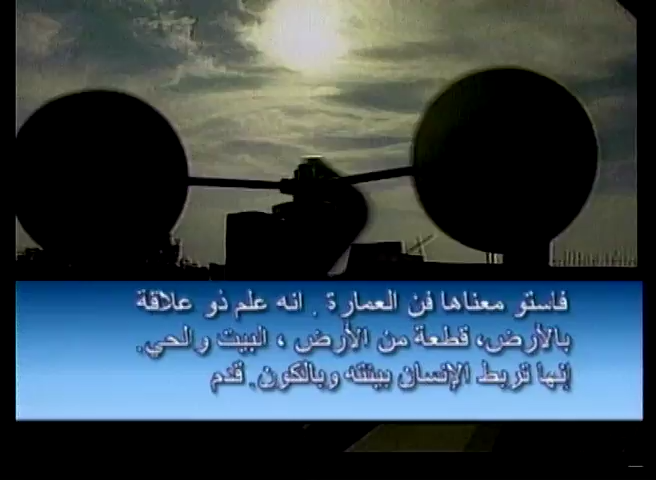 فاستو معناها فن العمارة . انه علم ذو علاقة
بالأرض، قطعة من الأرض ، البيت والحي.
إنها تربط الإنسان ببيئته وبالكون. قدم